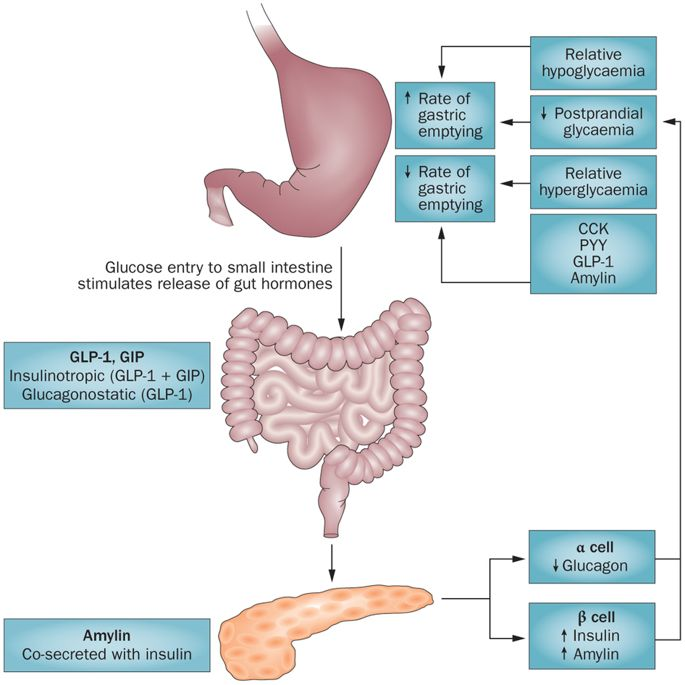 Relative
hypoglycaemia
↑ Rate of
gastric
emptying
↓ Postprandial
glycaemia
↓ Rate of
gastric
emptying
Relative
hyperglycaemia
CCK
PYY
GLP-1
Amylin
Glucose entry to small intestine
stimulates release of gut hormones
GLP-1, GIP
Insulinotropic (GLP-1 + GIP)
Glucagonostatic (GLP-1)
α cell
↓ Glucagon
β cell
↑ Insulin
↑ Amylin
Amylin
Co-secreted with insulin